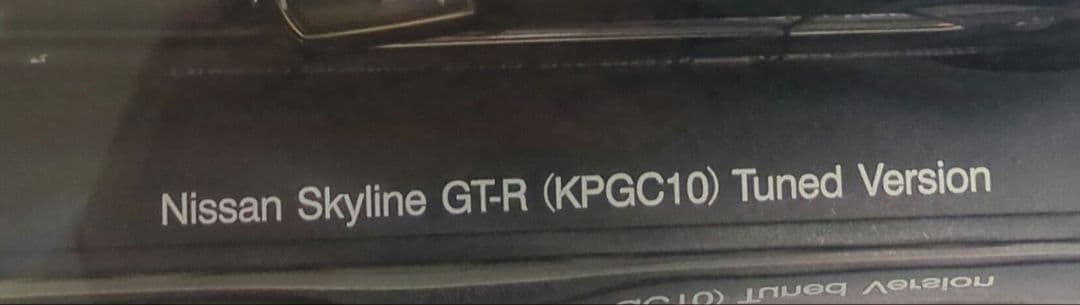 Nissan Skyline GT-R (KPGC10) Tuned Version